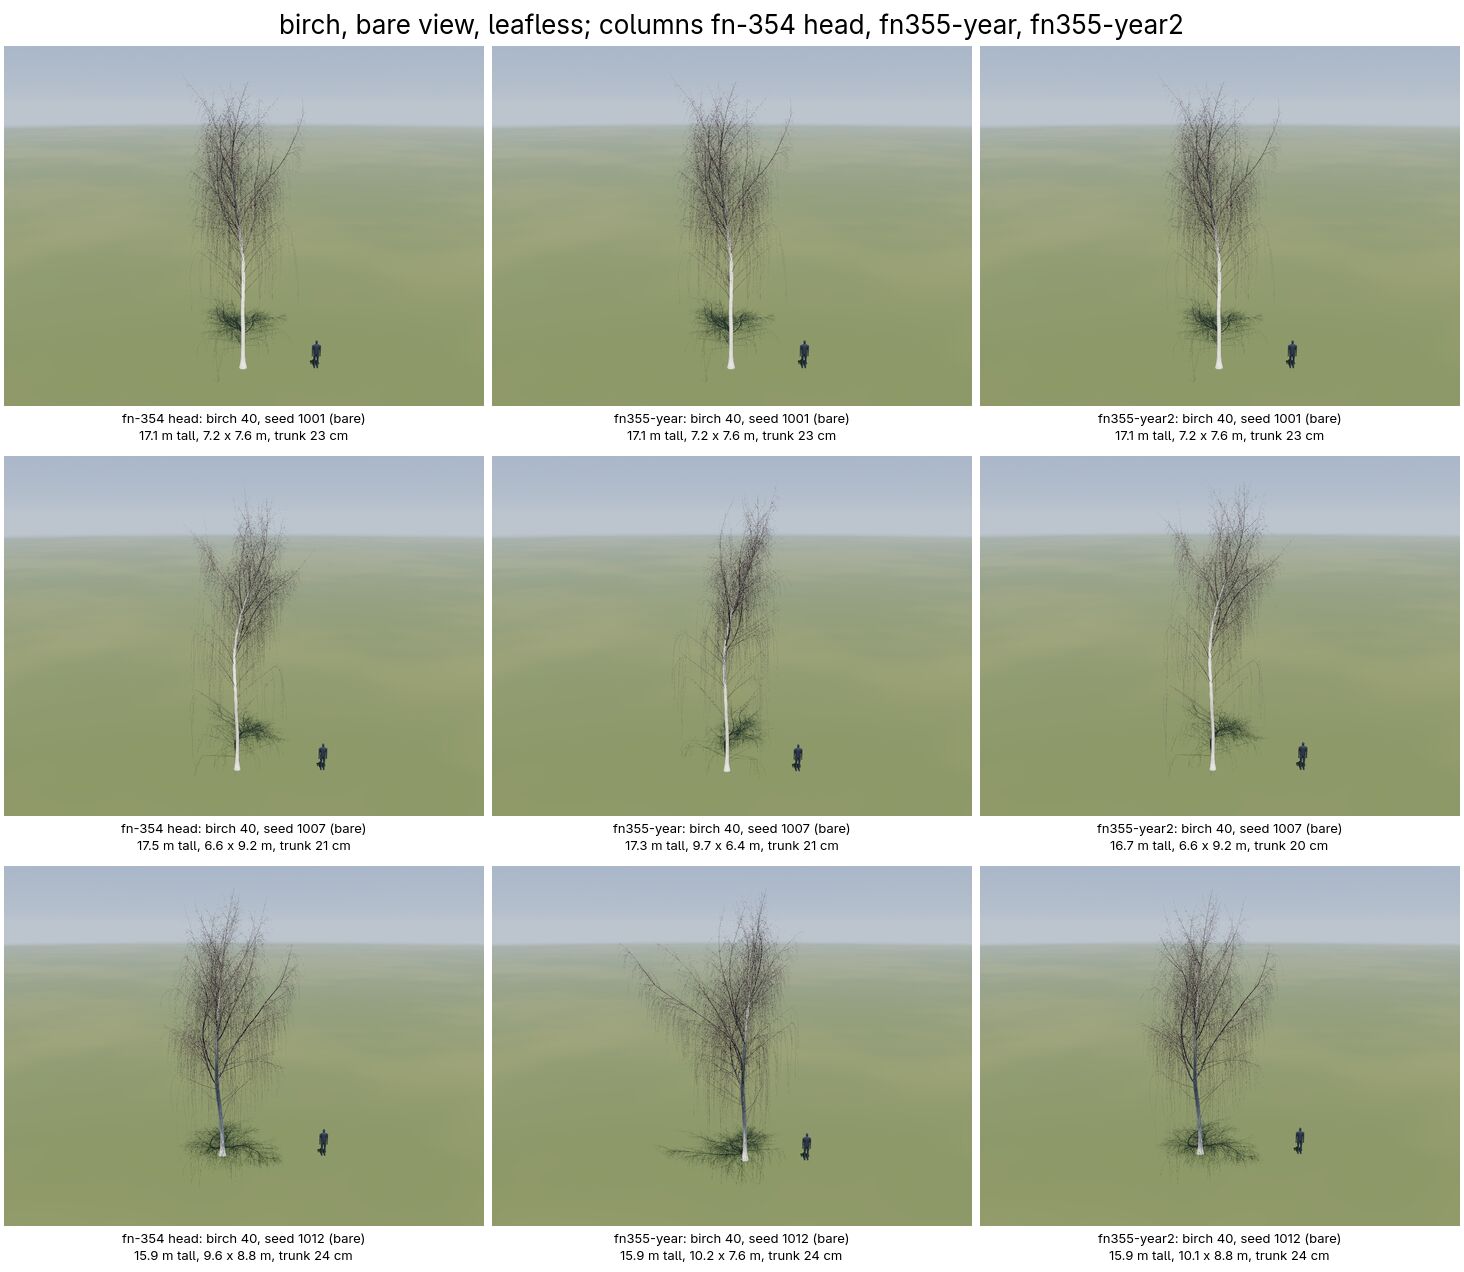 birch, bare view, leafless; columns fn-354 head, fn355-year, fn355-year2
fn-354 head: birch 40, seed 1001 (bare)
17.1 m tall, 7.2 x 7.6 m, trunk 23 cm
fn355-year: birch 40, seed 1001 (bare)
17.1 m tall, 7.2 x 7.6 m, trunk 23 cm
fn355-year2: birch 40, seed 1001 (bare)
17.1 m tall, 7.2 x 7.6 m, trunk 23 cm
fn-354 head: birch 40, seed 1007 (bare)
17.5 m tall, 6.6 x 9.2 m, trunk 21 cm
fn355-year: birch 40, seed 1007 (bare)
17.3 m tall, 9.7 x 6.4 m, trunk 21 cm
fn355-year2: birch 40, seed 1007 (bare)
16.7 m tall, 6.6 x 9.2 m, trunk 20 cm
fn-354 head: birch 40, seed 1012 (bare)
15.9 m tall, 9.6 x 8.8 m, trunk 24 cm
fn355-year: birch 40, seed 1012 (bare)
15.9 m tall, 10.2 x 7.6 m, trunk 24 cm
fn355-year2: birch 40, seed 1012 (bare)
15.9 m tall, 10.1 x 8.8 m, trunk 24 cm